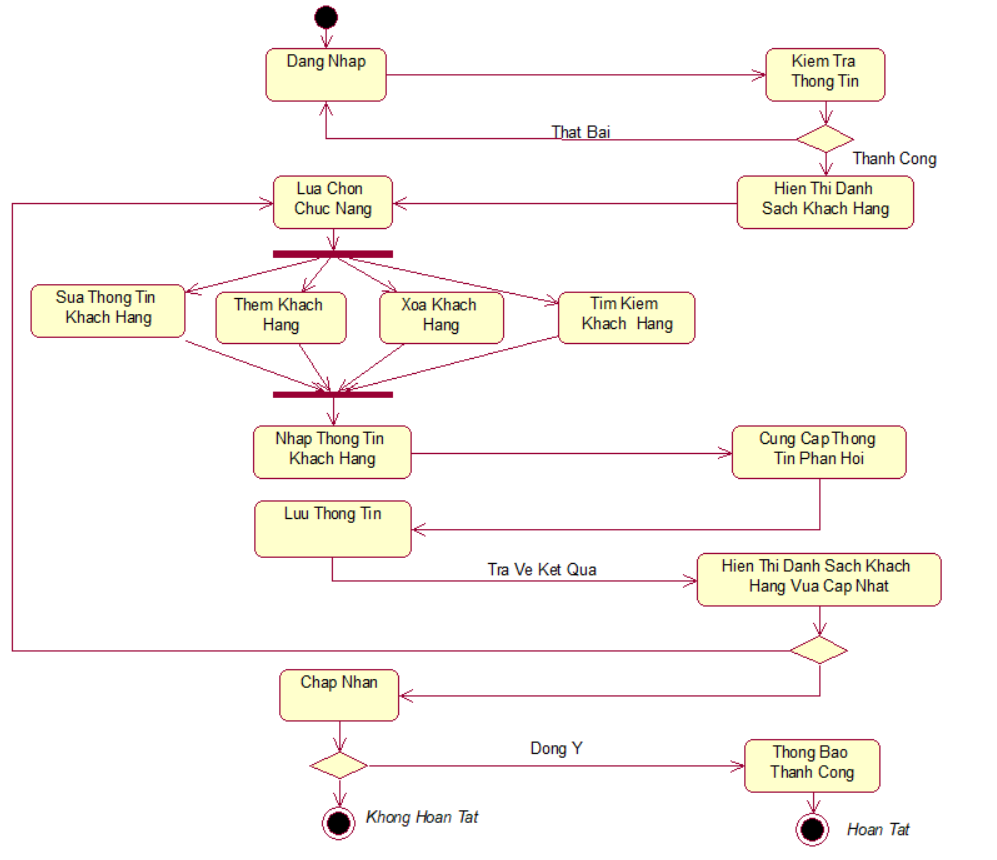 Dang Nhap
Kiem Tra
Thong Tin
That Bai
Thanh Cong
Lua Chon
Chuc Nang
Hien Thi Danh
Sach Khach Hang
Sua Thong Tin
Khach Hang
Them Khach
Hang
Xoa Khach
Hang
Tim Kiem
Khach Hang
Nhap Thong Tin
Khach Hang
Cung Cap Thong
Tin Phan Hoi
Luu Thong Tin
Tra Ve Ket Qua
Hien Thi Danh Sach Khach
Hang Vua Cap Nhat
Chap Nhan
Dong Y
Thong Bao
Thanh Cong
Khong Hoan Tat
Hoan Tat